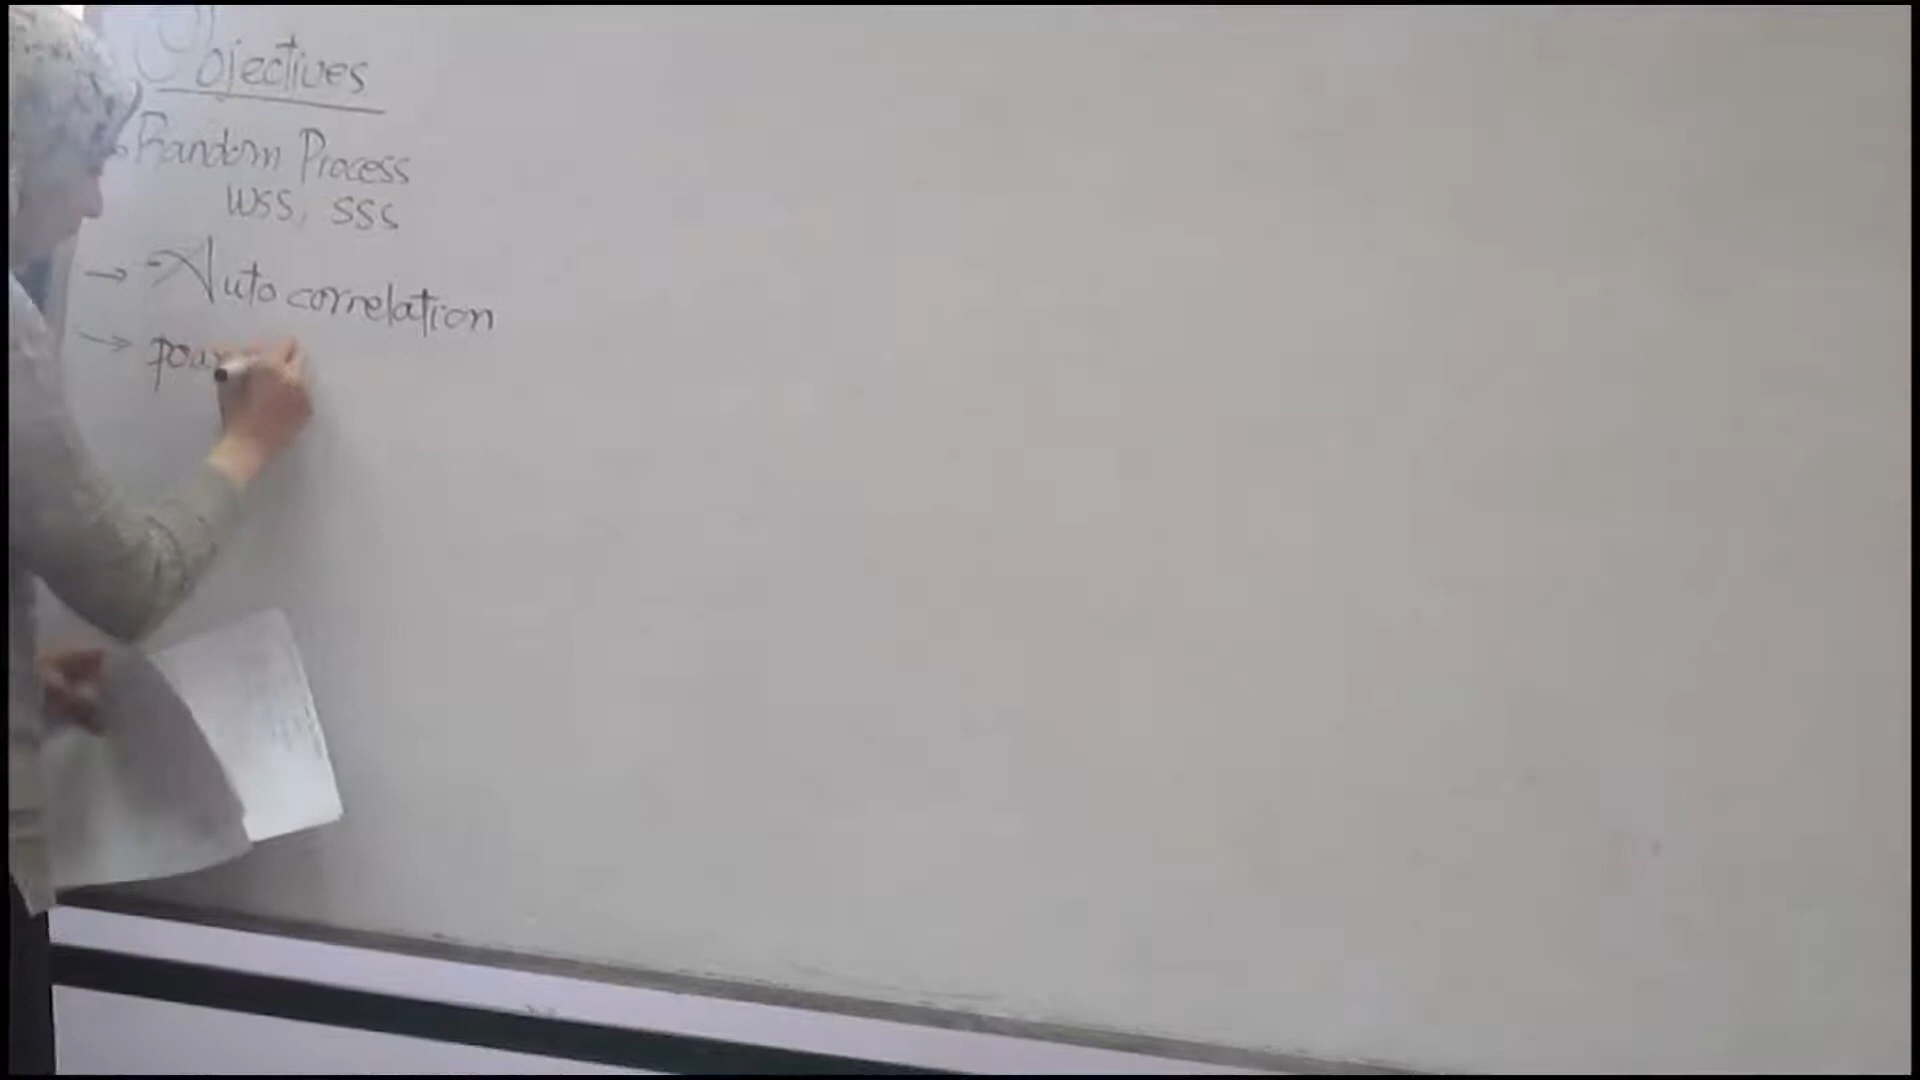 Objectives
Random Process
WSS, SSS
→ - Auto correlation
→ pow